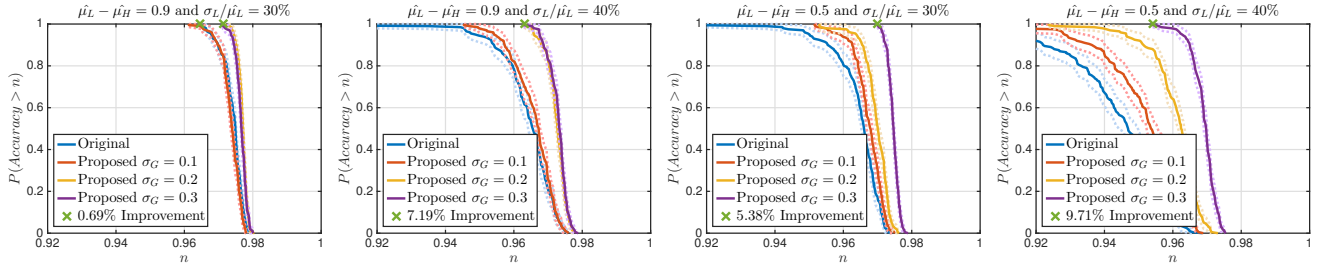 μ̂_L − μ̂_H = 0.9 and σ_L/μ̂_L = 30%
P(Accuracy > n)
1
0.8
0.6
0.4
0.2
0
Original
Proposed σ_G = 0.1
Proposed σ_G = 0.2
Proposed σ_G = 0.3
0.69% Improvement
0.92 0.94 0.96 0.98 1
n
μ̂_L − μ̂_H = 0.9 and σ_L/μ̂_L = 40%
P(Accuracy > n)
1
0.8
0.6
0.4
0.2
0
Original
Proposed σ_G = 0.1
Proposed σ_G = 0.2
Proposed σ_G = 0.3
7.19% Improvement
0.92 0.94 0.96 0.98 1
n
μ̂_L − μ̂_H = 0.5 and σ_L/μ̂_L = 30%
P(Accuracy > n)
1
0.8
0.6
0.4
0.2
0
Original
Proposed σ_G = 0.1
Proposed σ_G = 0.2
Proposed σ_G = 0.3
5.38% Improvement
0.92 0.94 0.96 0.98 1
n
μ̂_L − μ̂_H = 0.5 and σ_L/μ̂_L = 40%
P(Accuracy > n)
1
0.8
0.6
0.4
0.2
0
Original
Proposed σ_G = 0.1
Proposed σ_G = 0.2
Proposed σ_G = 0.3
9.71% Improvement
0.92 0.94 0.96 0.98 1
n